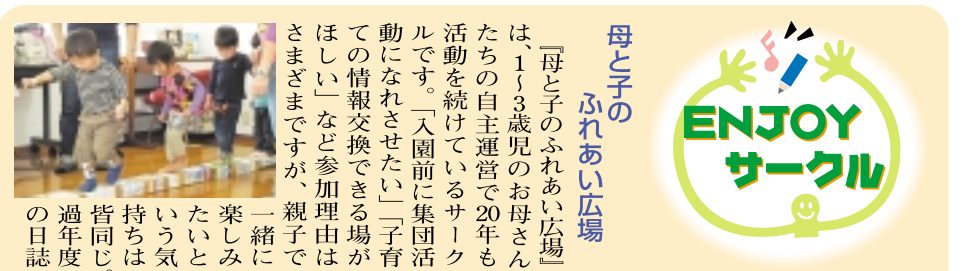 ENJOY
サークル
母と子の
ふれあい広場
『母と子のふれあい広場』
は、1〜3歳児のお母さん
たちの自主運営で20年も
活動を続けているサーク
ルです。「入園前に集団活
動になれさせたい」「子育
ての情報交換できる場が
ほしい」など参加理由は
さまざまですが、親子で
一緒に
楽しみ
たいと
いう気
持ちは
皆同じ。
過年度
の日誌